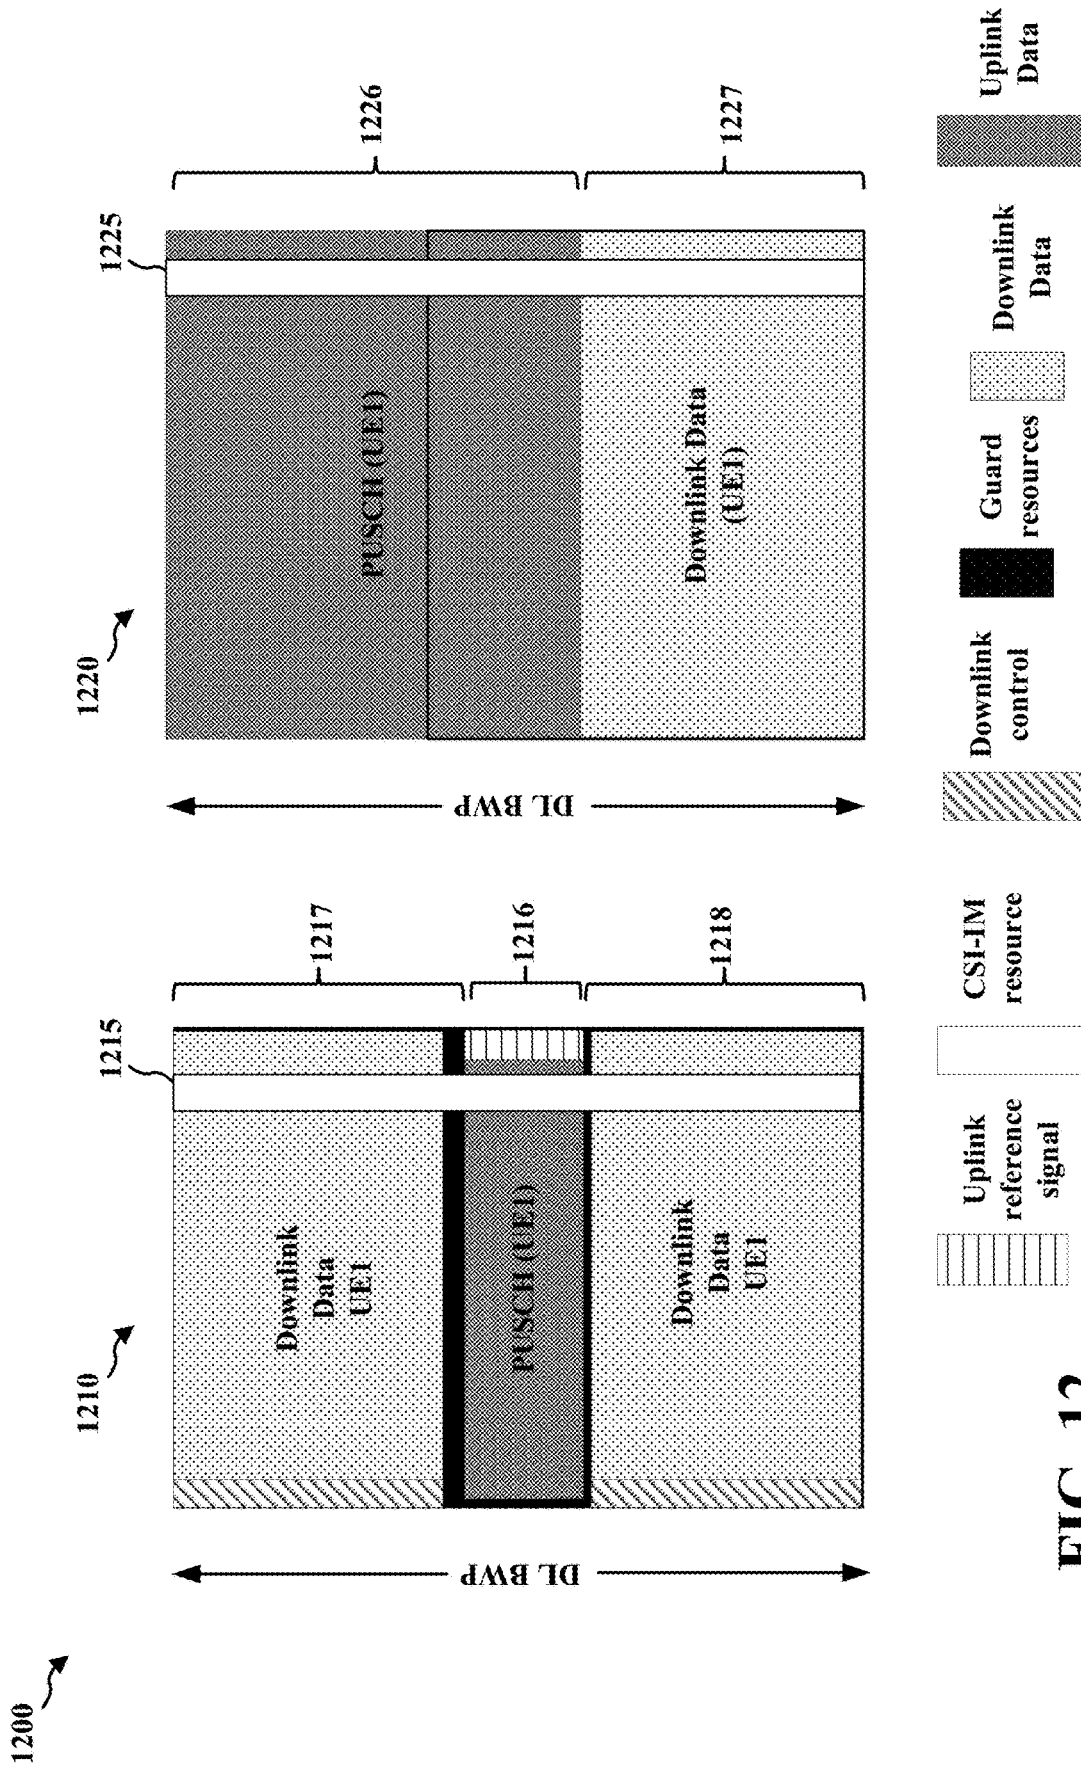 1200
1210
1215
DL BWP
Downlink
Data
UE1
PUSCH (UE1)
Downlink
Data
UE1
1217
1216
1218
1220
1225
DL BWP
PUSCH (UE1)
Downlink Data
(UE1)
1226
1227
Uplink
reference
signal
CSI-IM
resource
Downlink
control
Guard
resources
Downlink
Data
Uplink
Data
FIG. 12